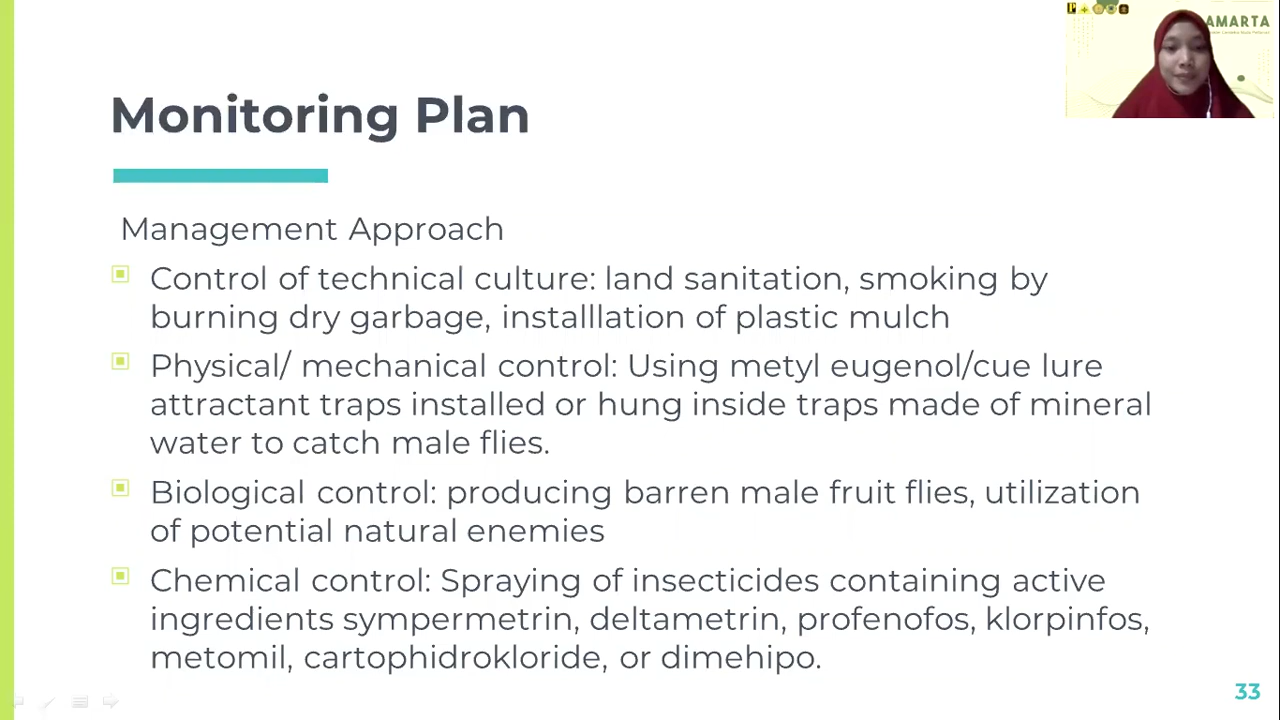 AMARTA
Monitoring Plan
Management Approach
Control of technical culture: land sanitation, smoking by
burning dry garbage, installlation of plastic mulch
Physical/ mechanical control: Using metyl eugenol/cue lure
attractant traps installed or hung inside traps made of mineral
water to catch male flies.
Biological control: producing barren male fruit flies, utilization
of potential natural enemies
Chemical control: Spraying of insecticides containing active
ingredients sympermetrin, deltametrin, profenofos, klorpinfos,
metomil, cartophidrokloride, or dimehipo.
33